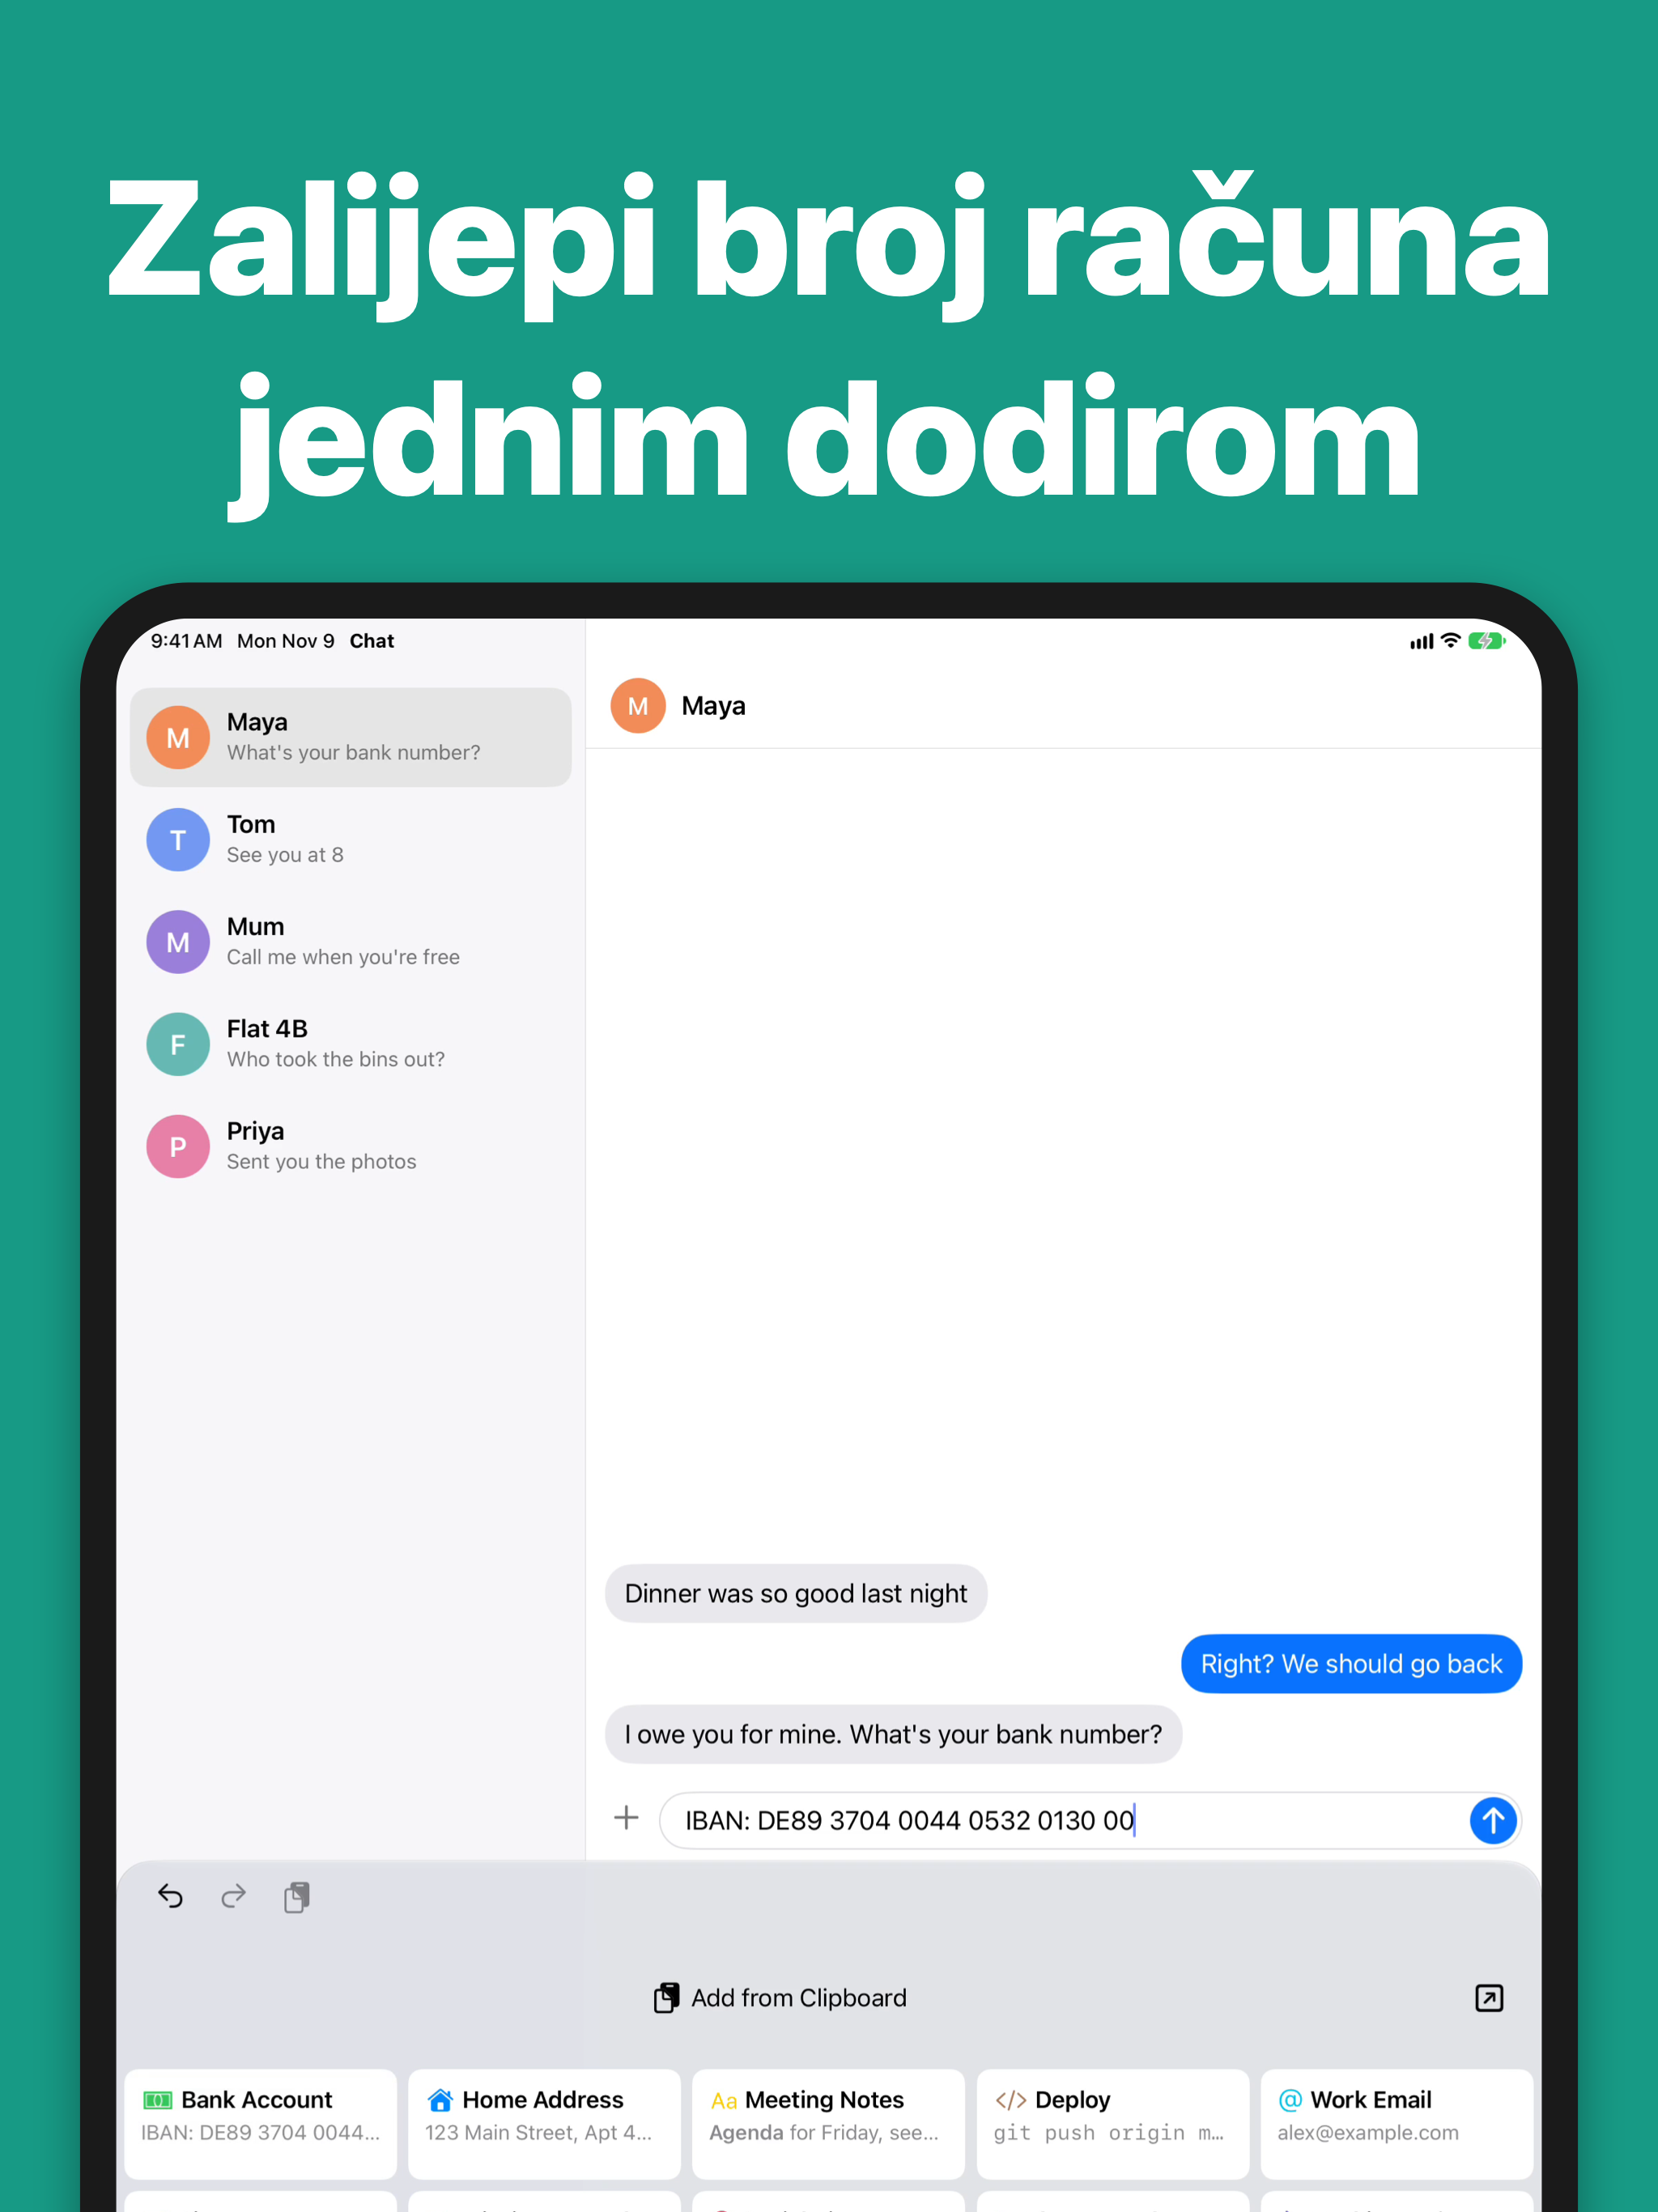 Zalijepi broj računa
jednim dodirom
9:41 AM Mon Nov 9 Chat
M Maya
What's your bank number?
T Tom
See you at 8
M Mum
Call me when you're free
F Flat 4B
Who took the bins out?
P Priya
Sent you the photos
M Maya
Dinner was so good last night
Right? We should go back
I owe you for mine. What's your bank number?
IBAN: DE89 3704 0044 0532 0130 00
Add from Clipboard
Bank Account
IBAN: DE89 3704 0044...
Home Address
123 Main Street, Apt 4...
Aa Meeting Notes
Agenda for Friday, see...
</> Deploy
git push origin m...
@ Work Email
alex@example.com